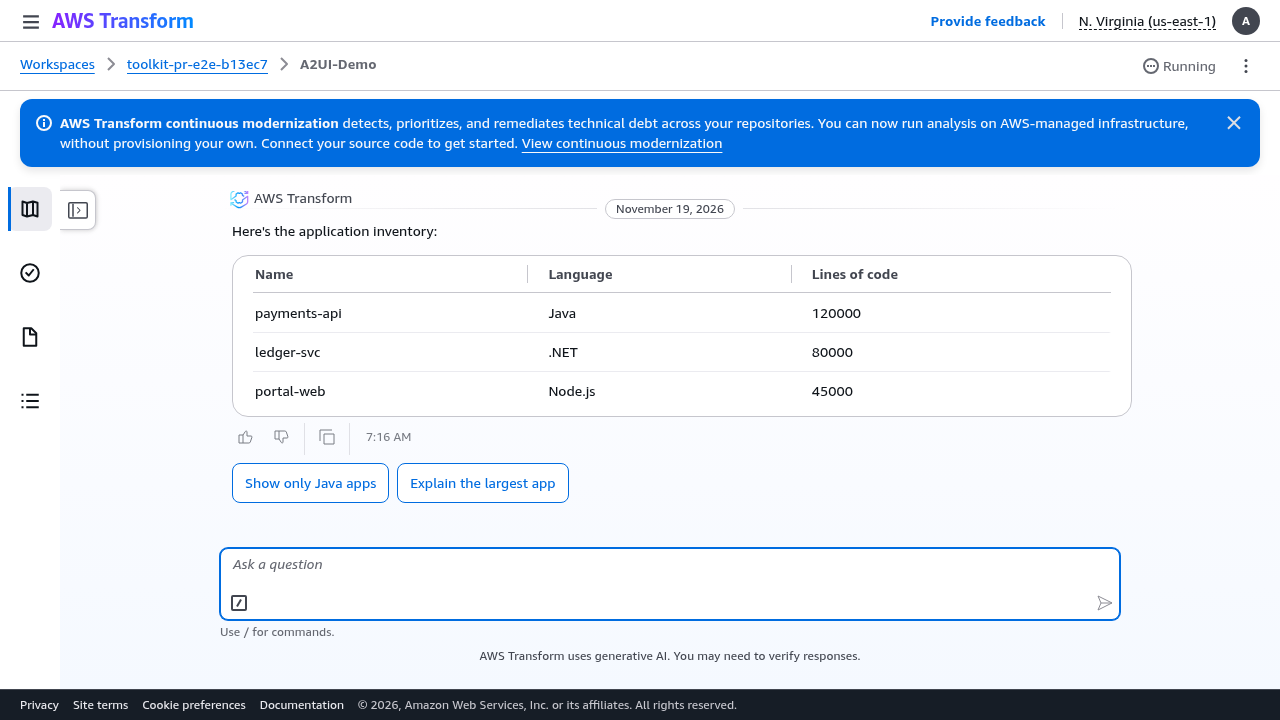 AWS Transform
Provide feedback
N. Virginia (us-east-1)
A
Workspaces
toolkit-pr-e2e-b13ec7
A2UI-Demo
Running
AWS Transform continuous modernization detects, prioritizes, and remediates technical debt across your repositories. You can now run analysis on AWS-managed infrastructure,
without provisioning your own. Connect your source code to get started. View continuous modernization
AWS Transform
November 19, 2026
Here's the application inventory:
Name Language Lines of code
payments-api Java 120000
ledger-svc .NET 80000
portal-web Node.js 45000
7:16 AM
Show only Java apps
Explain the largest app
Ask a question
Use / for commands.
AWS Transform uses generative AI. You may need to verify responses.
Privacy Site terms Cookie preferences Documentation © 2026, Amazon Web Services, Inc. or its affiliates. All rights reserved.